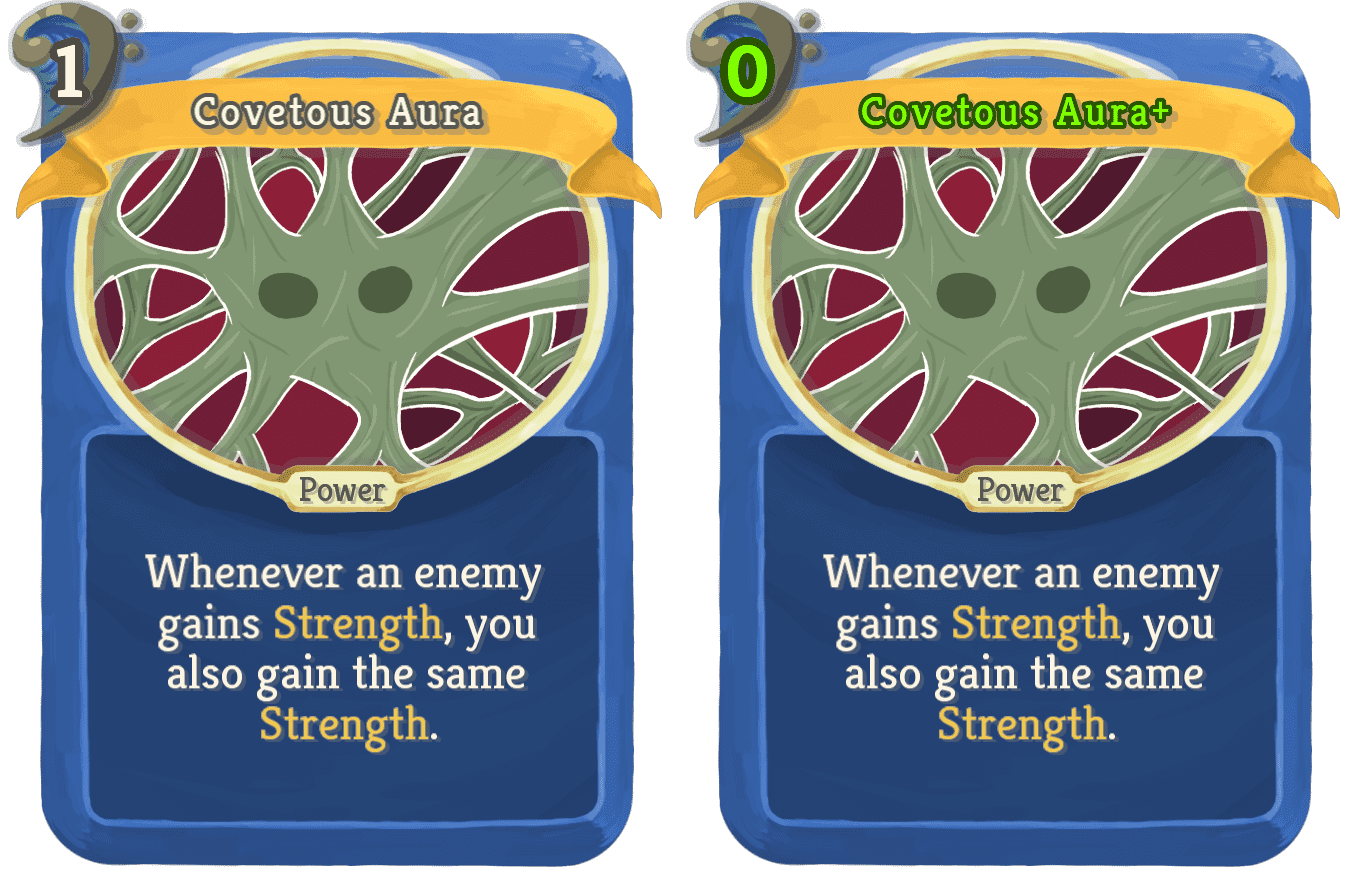 1
Covetous Aura
Power
Whenever an enemy
gains Strength, you
also gain the same
Strength.
0
Covetous Aura+
Power
Whenever an enemy
gains Strength, you
also gain the same
Strength.